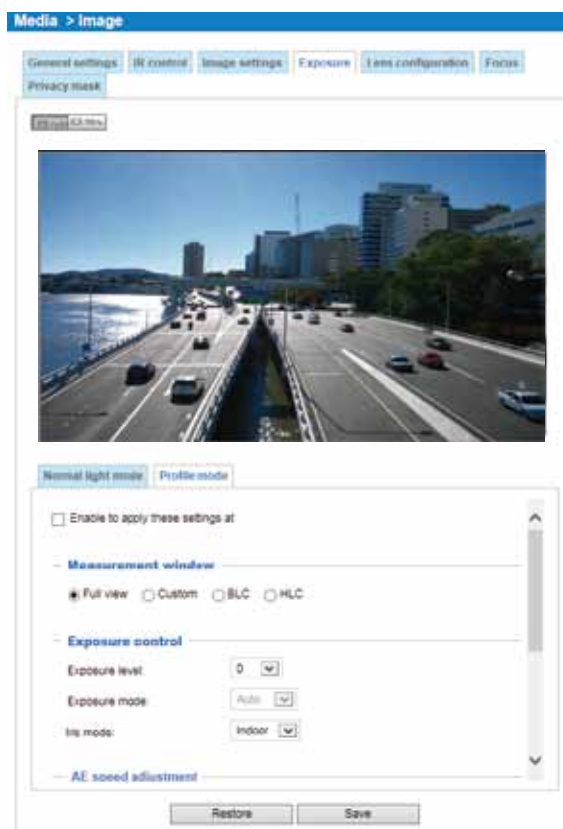 Media > Image
General settings IR control Image settings Exposure Lens configuration Focus
Privacy mask
Normal light mode Profile mode
Enable to apply these settings at
Measurement window
Full view Custom BLC HLC
Exposure control
Exposure level: 0
Exposure mode: Auto
Iris mode: Indoor
AE speed adjustment
Restore Save